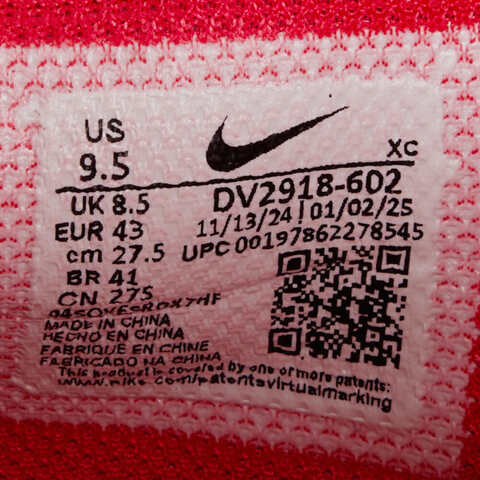 US
9.5
XC
UK 8.5
EUR 43
cm 27.5
BR 41
CN 275
DV2918-602
11/13/24 | 01/02/25
UPC 00197862278545
MADE IN CHINA
HECHO EN CHINA
FABRIQUE EN CHINE
FABRICADO NA CHINA
This product is covered by one or more patents:
www.nike.com/patentsvirtualmarking